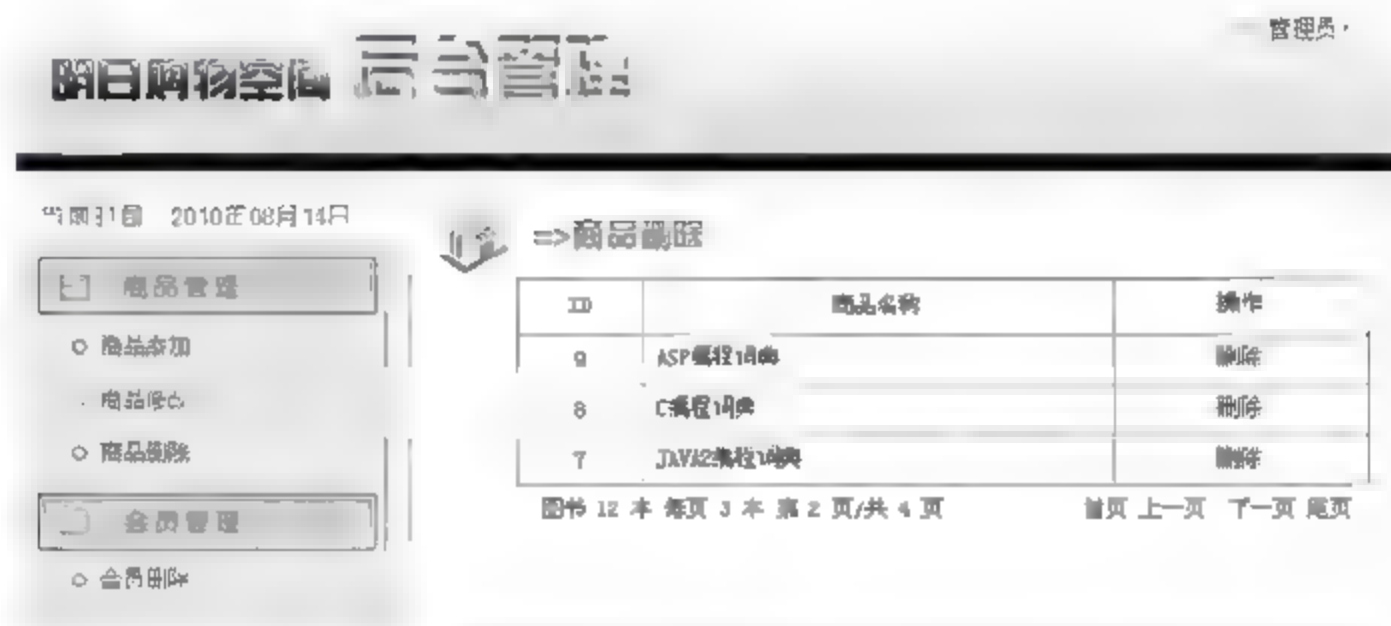 管理员
明日购物空间 后台管理
2010年08月14日
=>商品删除
商品管理
商品添加
商品修改
商品删除
会员管理
会员删除
ID 商品名称 操作
9 ASP编程词典 删除
8 C编程词典 删除
7 JAVA2编程词典 删除
图书 12 本 每页 3 本 第 2 页/共 4 页 首页 上一页 下一页 尾页